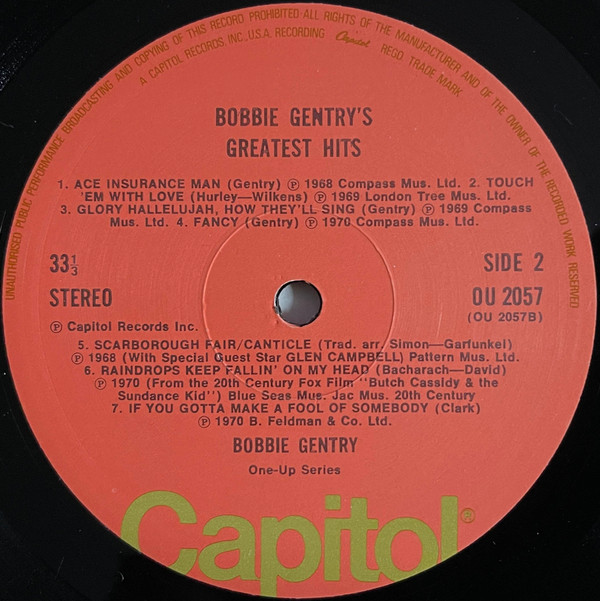 UNAUTHORISED PUBLIC PERFORMANCE BROADCASTING AND COPYING OF THIS RECORD PROHIBITED ALL RIGHTS OF THE MANUFACTURER AND OF THE OWNER OF THE RECORDED WORK RESERVED
A CAPITOL RECORDS, INC., U.S.A. RECORDING Capitol REGD. TRADE MARK
BOBBIE GENTRY'S
GREATEST HITS
1. ACE INSURANCE MAN (Gentry) Ⓟ 1968 Compass Mus. Ltd. 2. TOUCH
'EM WITH LOVE (Hurley—Wilkens) Ⓟ 1969 London Tree Mus. Ltd.
3. GLORY HALLELUJAH, HOW THEY'LL SING (Gentry) Ⓟ 1969 Compass
Mus. Ltd. 4. FANCY (Gentry) Ⓟ 1970 Compass Mus. Ltd.
33⅓ SIDE 2
STEREO OU 2057
(OU 2057B)
Ⓟ Capitol Records Inc.
5. SCARBOROUGH FAIR/CANTICLE (Trad. arr. Simon—Garfunkel)
Ⓟ 1968 (With Special Guest Star GLEN CAMPBELL) Pattern Mus. Ltd.
6. RAINDROPS KEEP FALLIN' ON MY HEAD (Bacharach—David)
Ⓟ 1970 (From the 20th Century Fox Film "Butch Cassidy & the
Sundance Kid") Blue Seas Mus. Jac Mus. 20th Century
7. IF YOU GOTTA MAKE A FOOL OF SOMEBODY (Clark)
Ⓟ 1970 B. Feldman & Co. Ltd.
BOBBIE GENTRY
One-Up Series
Capitol®